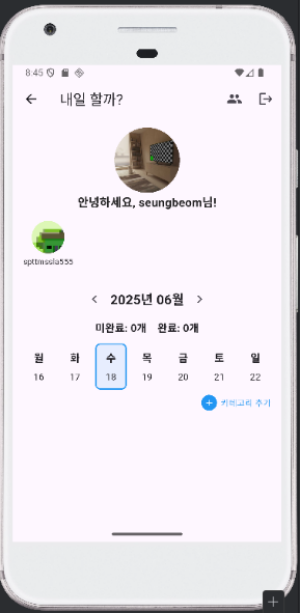 8:45
내일 할까?
안녕하세요, seungbeom님!
2025년 06월
미완료: 0개 완료: 0개
월 화 수 목 금 토 일
16 17 18 19 20 21 22
카테고리 추가